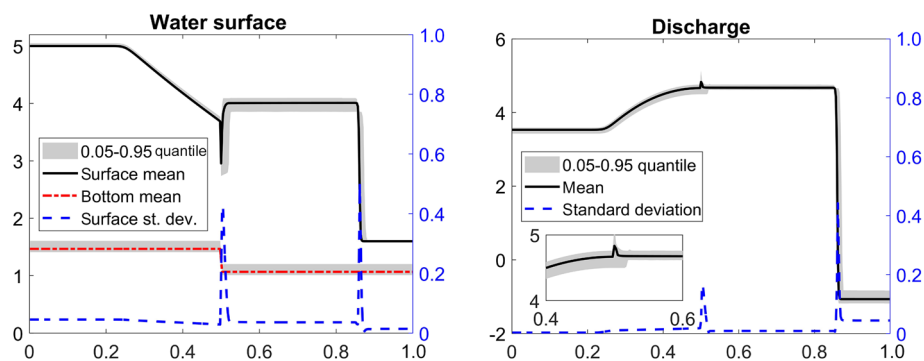 Water surface
5
4
3
2
1
0
1.0
0.8
0.6
0.4
0.2
0
0.05-0.95 quantile
Surface mean
Bottom mean
Surface st. dev.
0 0.2 0.4 0.6 0.8 1.0
Discharge
6
4
2
0
-2
1.0
0.8
0.6
0.4
0.2
0
0.05-0.95 quantile
Mean
Standard deviation
5
4
0.4 0.6
0 0.2 0.4 0.6 0.8 1.0